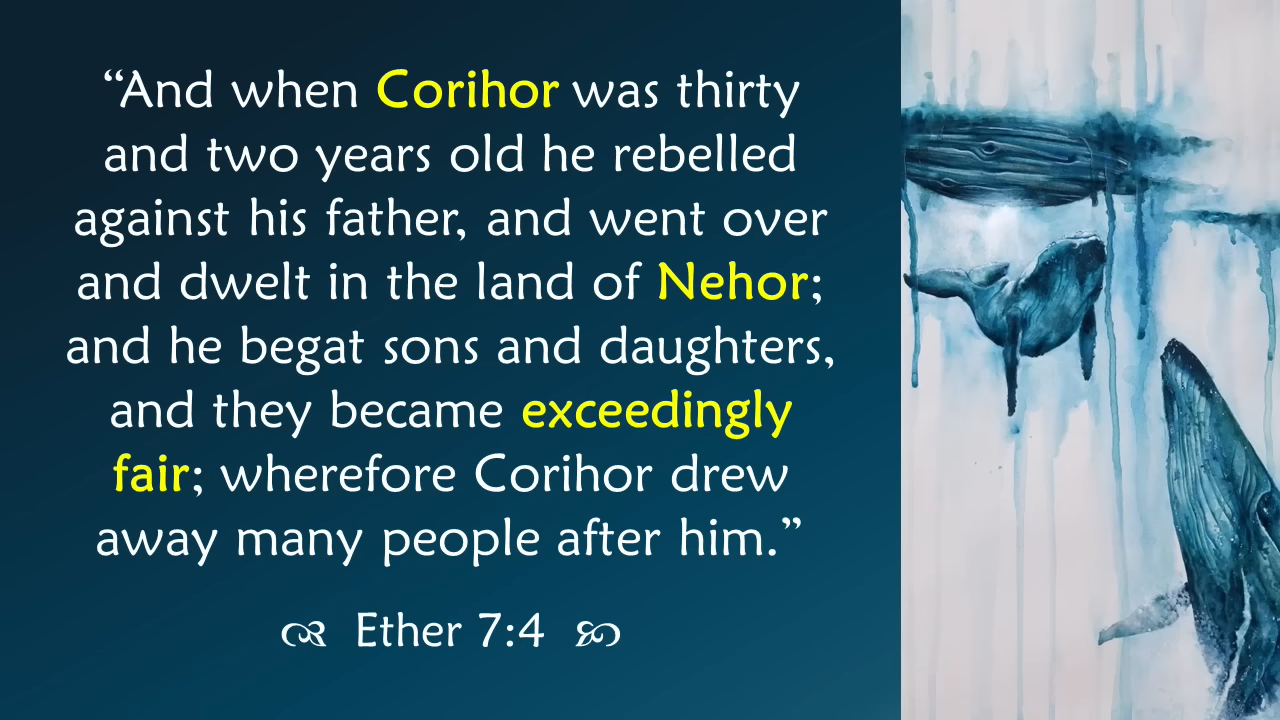 “And when Corihor was thirty
and two years old he rebelled
against his father, and went over
and dwelt in the land of Nehor;
and he begat sons and daughters,
and they became exceedingly
fair; wherefore Corihor drew
away many people after him.”
Ether 7:4